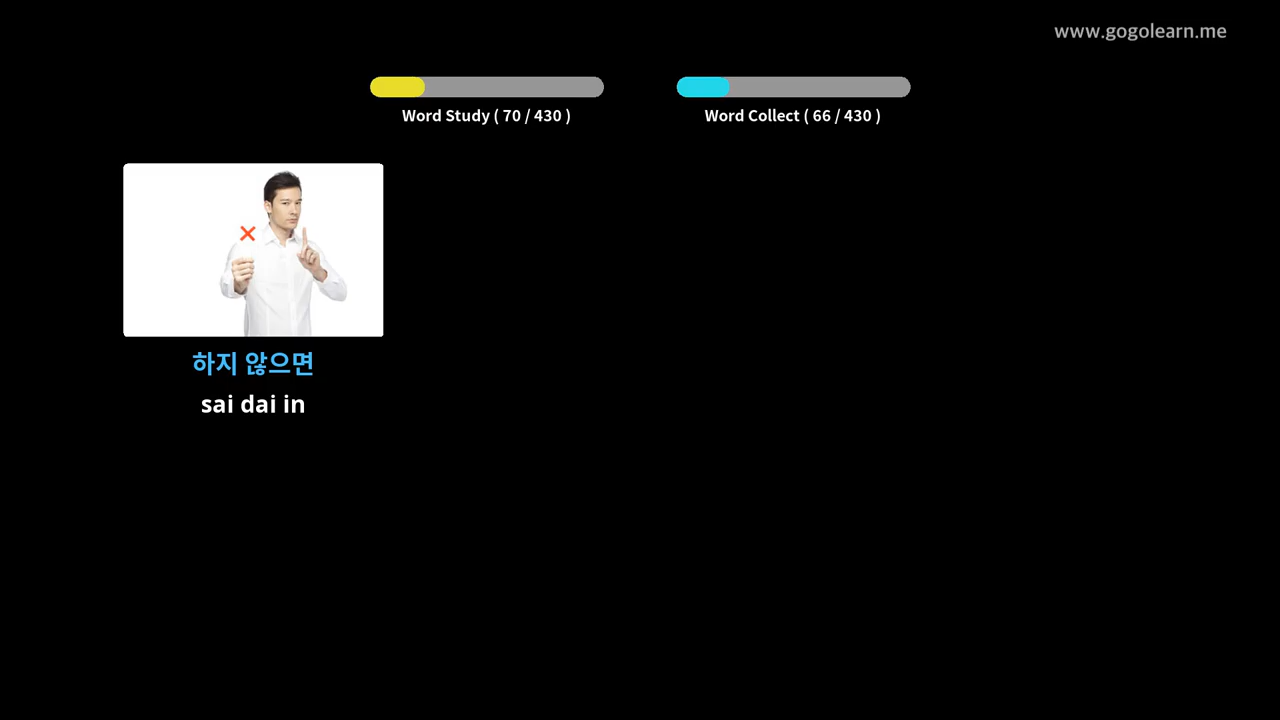 www.gogolearn.me
Word Study ( 70 / 430 )
Word Collect ( 66 / 430 )
하지 않으면
sai dai in